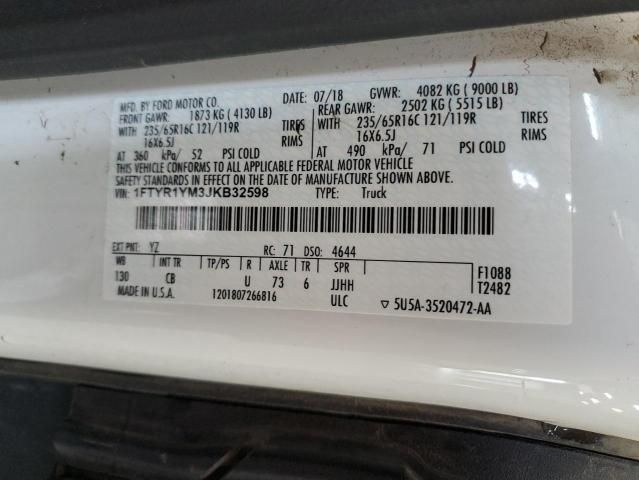 MFD. BY FORD MOTOR CO. DATE: 07/18 GVWR: 4082 KG ( 9000 LB)
FRONT GAWR: 1873 KG ( 4130 LB) REAR GAWR: 2502 KG ( 5515 LB)
WITH 235/65R16C 121/119R TIRES WITH 235/65R16C 121/119R TIRES
16X6.5J RIMS 16X6.5J RIMS
AT 360 kPa/ 52 PSI COLD AT 490 kPa/ 71 PSI COLD
THIS VEHICLE CONFORMS TO ALL APPLICABLE FEDERAL MOTOR VEHICLE
SAFETY STANDARDS IN EFFECT ON THE DATE OF MANUFACTURE SHOWN ABOVE.
VIN: 1FTYR1YM3JKB32598 TYPE: Truck
EXT PNT: YZ RC: 71 DSO: 4644
WB INT TR TP/PS R AXLE TR SPR F1088
130 CB U 73 6 JJHH T2482
MADE IN U.S.A. 1201807266816 ULC ▽ 5U5A-3520472-AA